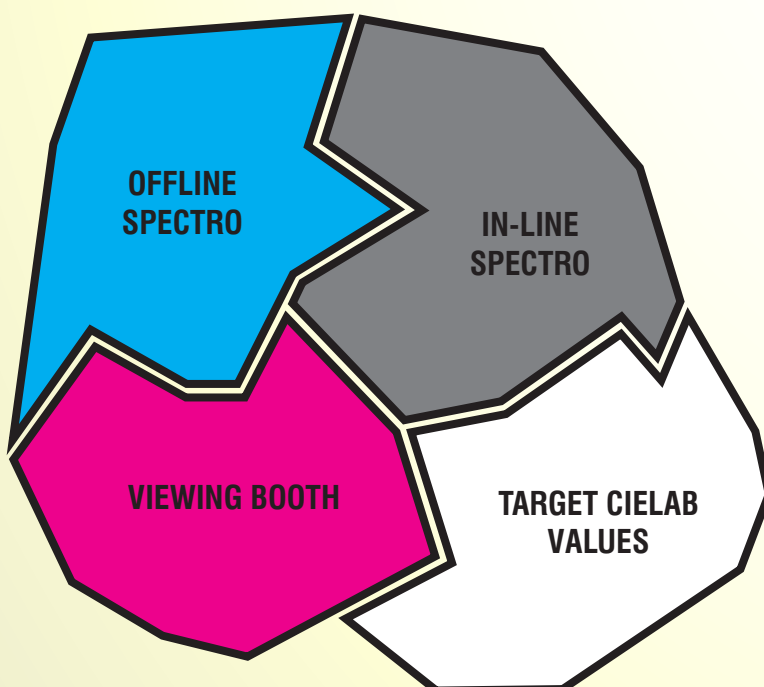 OFFLINE
SPECTRO
IN-LINE
SPECTRO
VIEWING BOOTH
TARGET CIELAB
VALUES